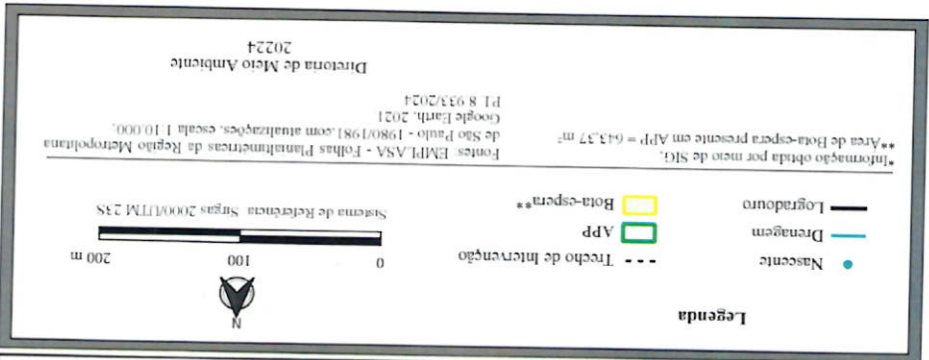 Legenda
Nascente
Drenagem
Logradouro
Trecho de Intervenção
APP
Bota-espera**
N
0 100 200 m
Sistema de Referência Sirgas 2000/UTM 23S
*Informação obtida por meio de SIG,
**Área de Bota-espera presente em APP = 643,37 m²
Fontes: EMPLASA - Folhas Planialtimétricas da Região Metropolitana
de São Paulo - 1980/1981,com atualizações, escala 1:10.000,
Google Earth, 2021
P1 8.933/2024
Diretoria de Meio Ambiente
20224